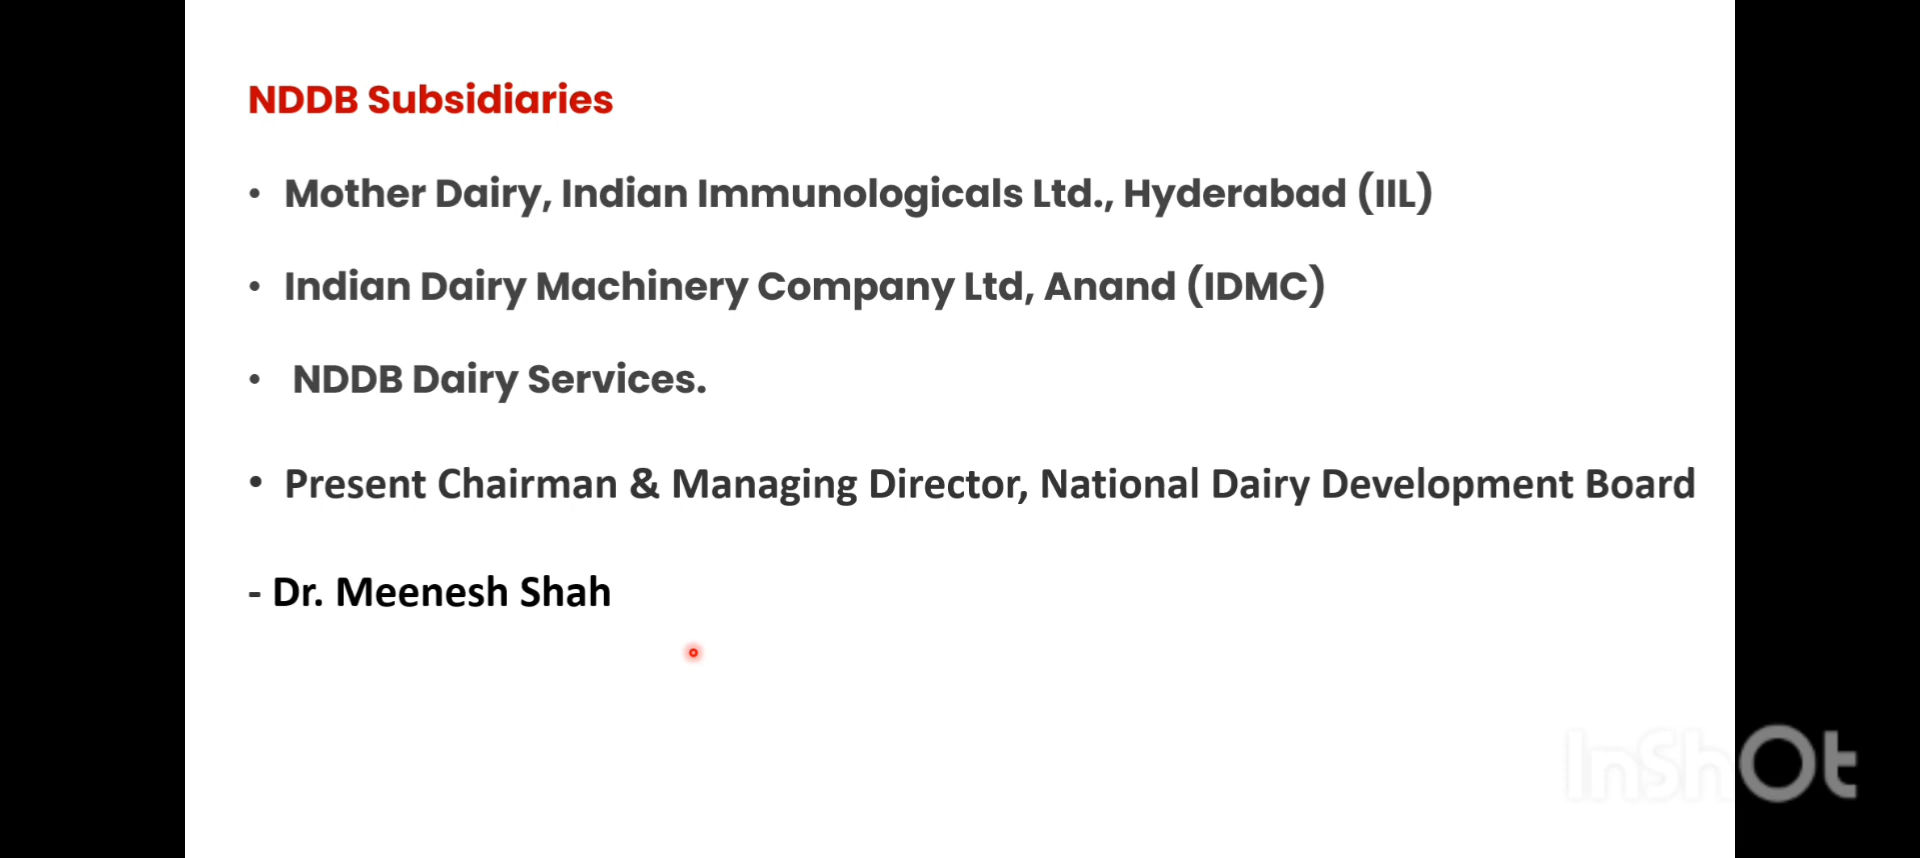 NDDB Subsidiaries
• Mother Dairy, Indian Immunologicals Ltd., Hyderabad (IIL)
• Indian Dairy Machinery Company Ltd, Anand (IDMC)
• NDDB Dairy Services.
• Present Chairman & Managing Director, National Dairy Development Board
- Dr. Meenesh Shah
InShOt